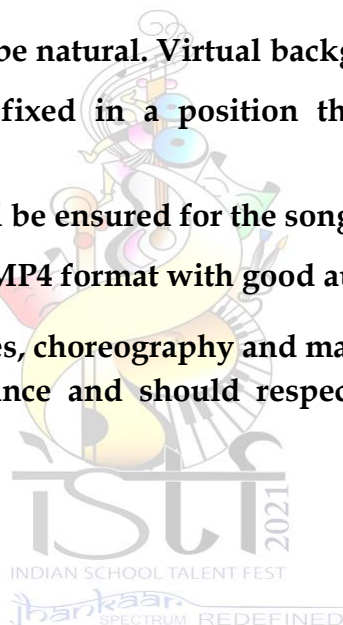 be natural. Virtual backg
fixed in a position th
l be ensured for the song
MP4 format with good au
es, choreography and ma
nce and should respec
istf
2021
INDIAN SCHOOL TALENT FEST
Jhankaar
SPECTRUM REDEFINED